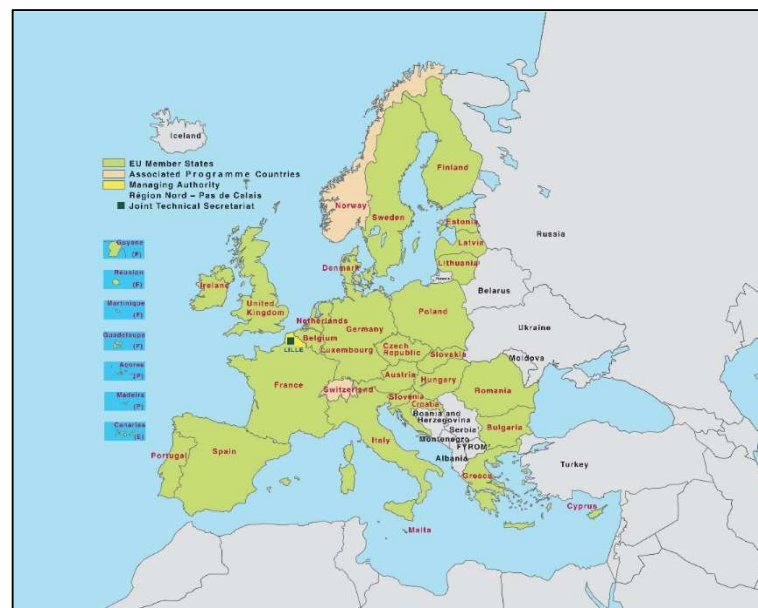 Iceland
EU Member States
Associated Programme Countries
Managing Authority
Région Nord – Pas de Calais
Joint Technical Secretariat
Finland
Norway
Sweden
Estonia
Russia
Latvia
Denmark
Lithuania
Guyane
(F)
Réunion
(F)
Martinique
(F)
Guadeloupe
(F)
Açores
(P)
Madeira
(P)
Canarias
(E)
Ireland
United
Kingdom
Belarus
Netherlands
Poland
Germany
Belgium
Ukraine
LILLE
Luxembourg
Czech
Republic
Slovakia
Moldova
Austria
Hungary
France
Switzerland
Romania
Slovenia
Croatia
Bosnia and
Herzegovina
Serbia
Bulgaria
Montenegro
FYROM
Italy
Albania
Portugal
Spain
Turkey
Greece
Cyprus
Malta